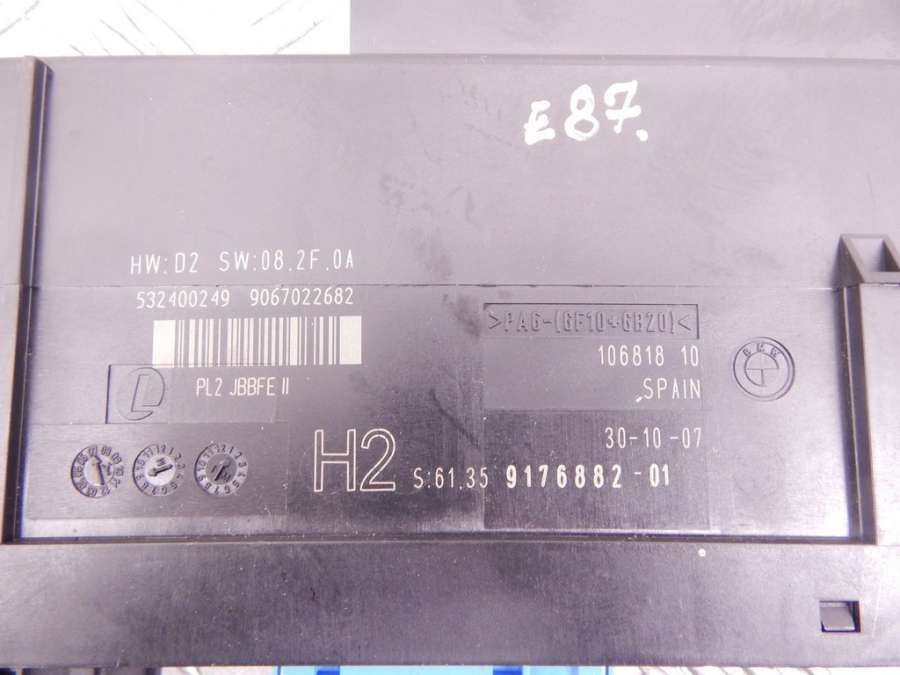 E87.
HW:D2 SW:08.2F.0A
532400249 9067022682
>PA6-(GF10+GB20)<
106818 10
PL2 JBBFE II
SPAIN
BMW
30-10-07
H2 S:61.35 9176882-01